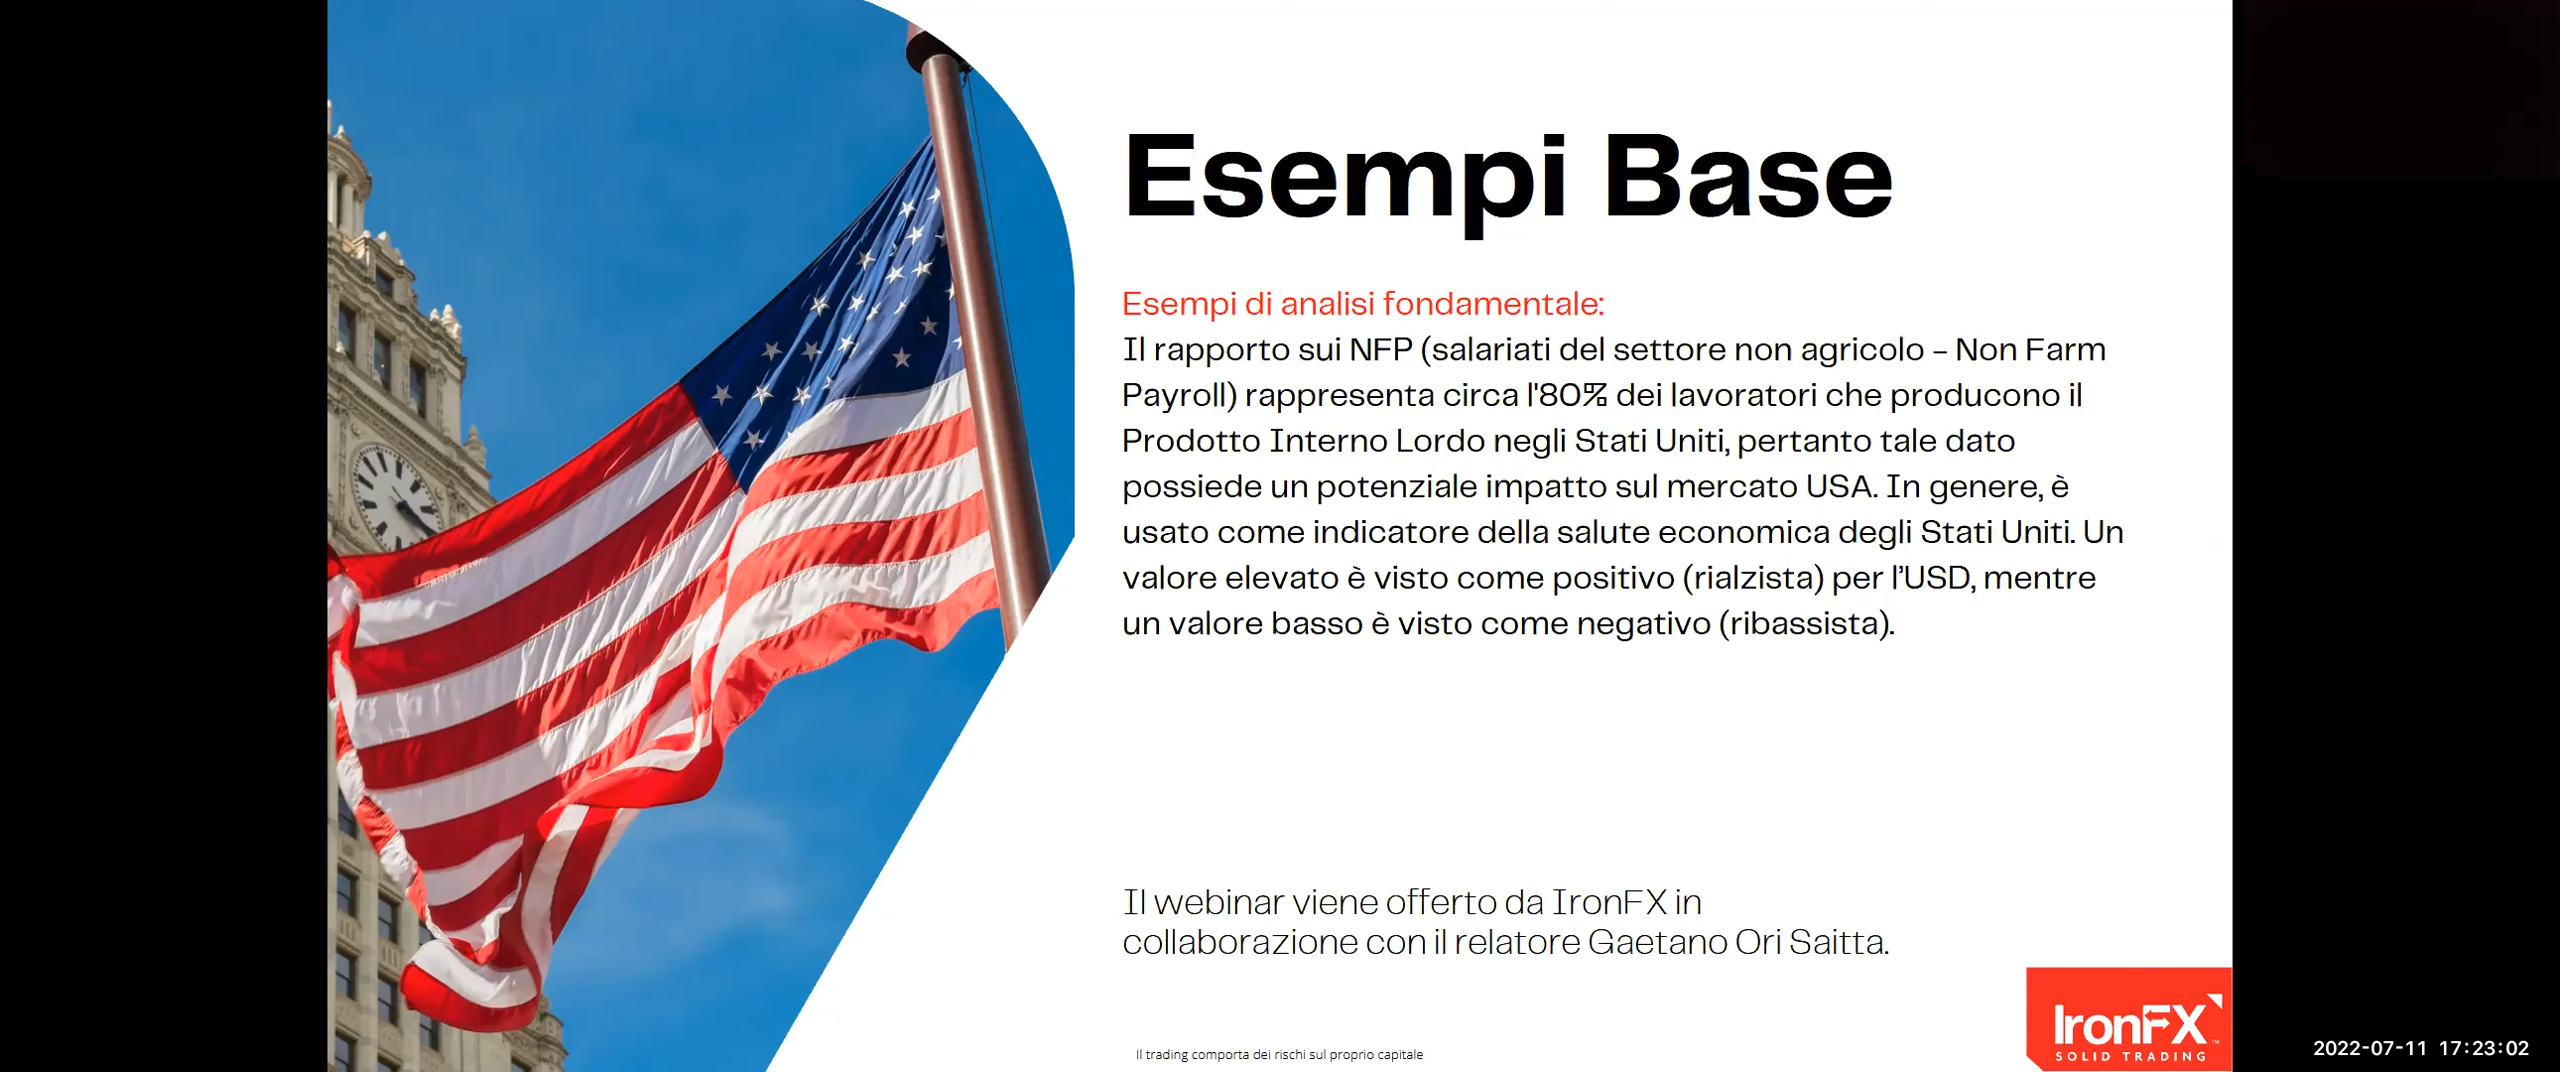 Esempi Base
Esempi di analisi fondamentale:
Il rapporto sui NFP (salariati del settore non agricolo – Non Farm
Payroll) rappresenta circa l'80% dei lavoratori che producono il
Prodotto Interno Lordo negli Stati Uniti, pertanto tale dato
possiede un potenziale impatto sul mercato USA. In genere, è
usato come indicatore della salute economica degli Stati Uniti. Un
valore elevato è visto come positivo (rialzista) per l'USD, mentre
un valore basso è visto come negativo (ribassista).
Il webinar viene offerto da IronFX in
collaborazione con il relatore Gaetano Ori Saitta.
Il trading comporta dei rischi sul proprio capitale
IronFX™
SOLID TRADING
2022-07-11 17:23:02